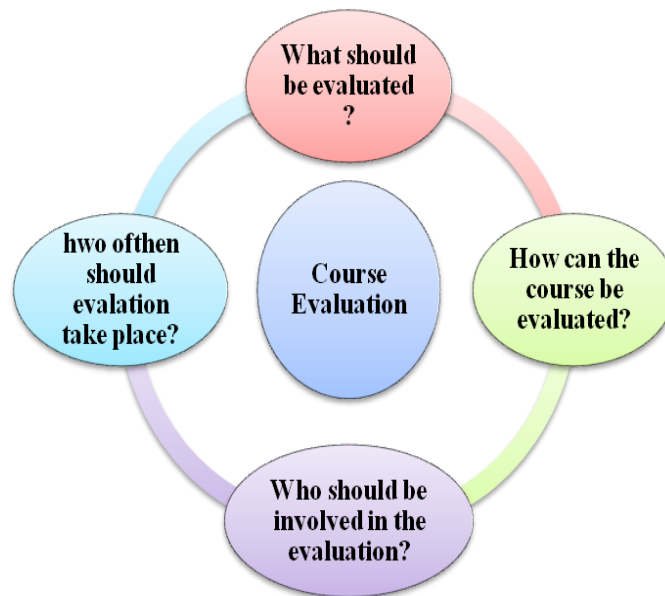 What should
be evaluated
?
hwo ofthen
should
evalation
take place?
Course
Evaluation
How can the
course be
evaluated?
Who should be
involved in the
evaluation?